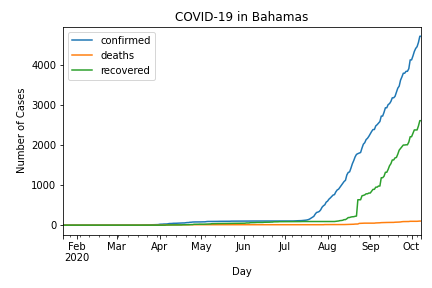 COVID-19 in Bahamas
confirmed
deaths
recovered
Number of Cases
4000
3000
2000
1000
0
Feb Mar Apr May Jun Jul Aug Sep Oct
2020
Day